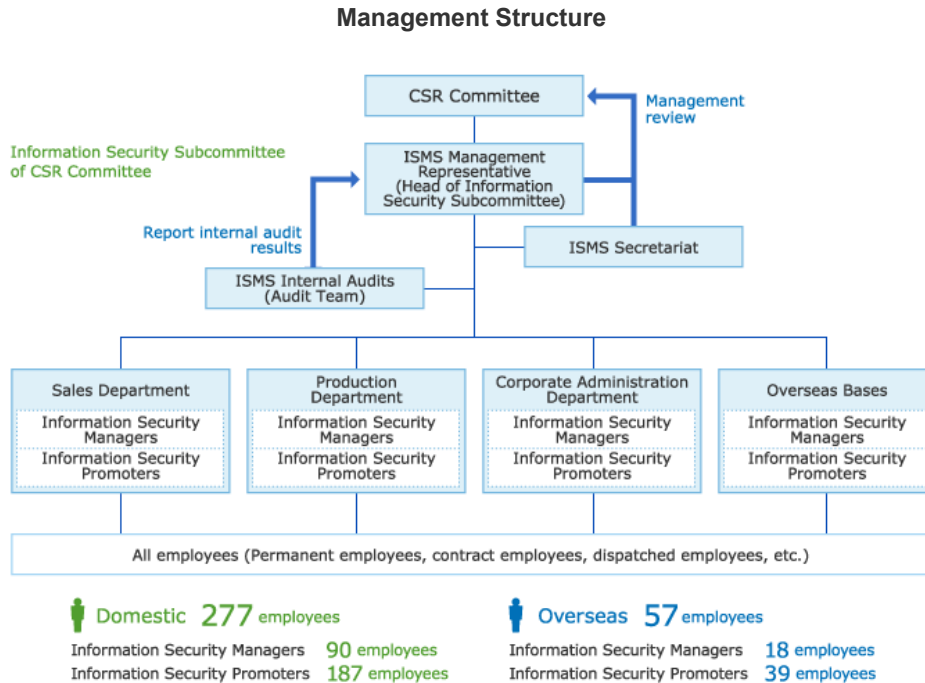 Management Structure
CSR Committee
Management
review
Information Security Subcommittee
of CSR Committee
ISMS Management
Representative
(Head of Information
Security Subcommittee)
Report internal audit
results
ISMS Secretariat
ISMS Internal Audits
(Audit Team)
Sales Department
Information Security
Managers
Information Security
Promoters
Production
Department
Information Security
Managers
Information Security
Promoters
Corporate Administration
Department
Information Security
Managers
Information Security
Promoters
Overseas Bases
Information Security
Managers
Information Security
Promoters
All employees (Permanent employees, contract employees, dispatched employees, etc.)
Domestic 277 employees
Information Security Managers 90 employees
Information Security Promoters 187 employees
Overseas 57 employees
Information Security Managers 18 employees
Information Security Promoters 39 employees